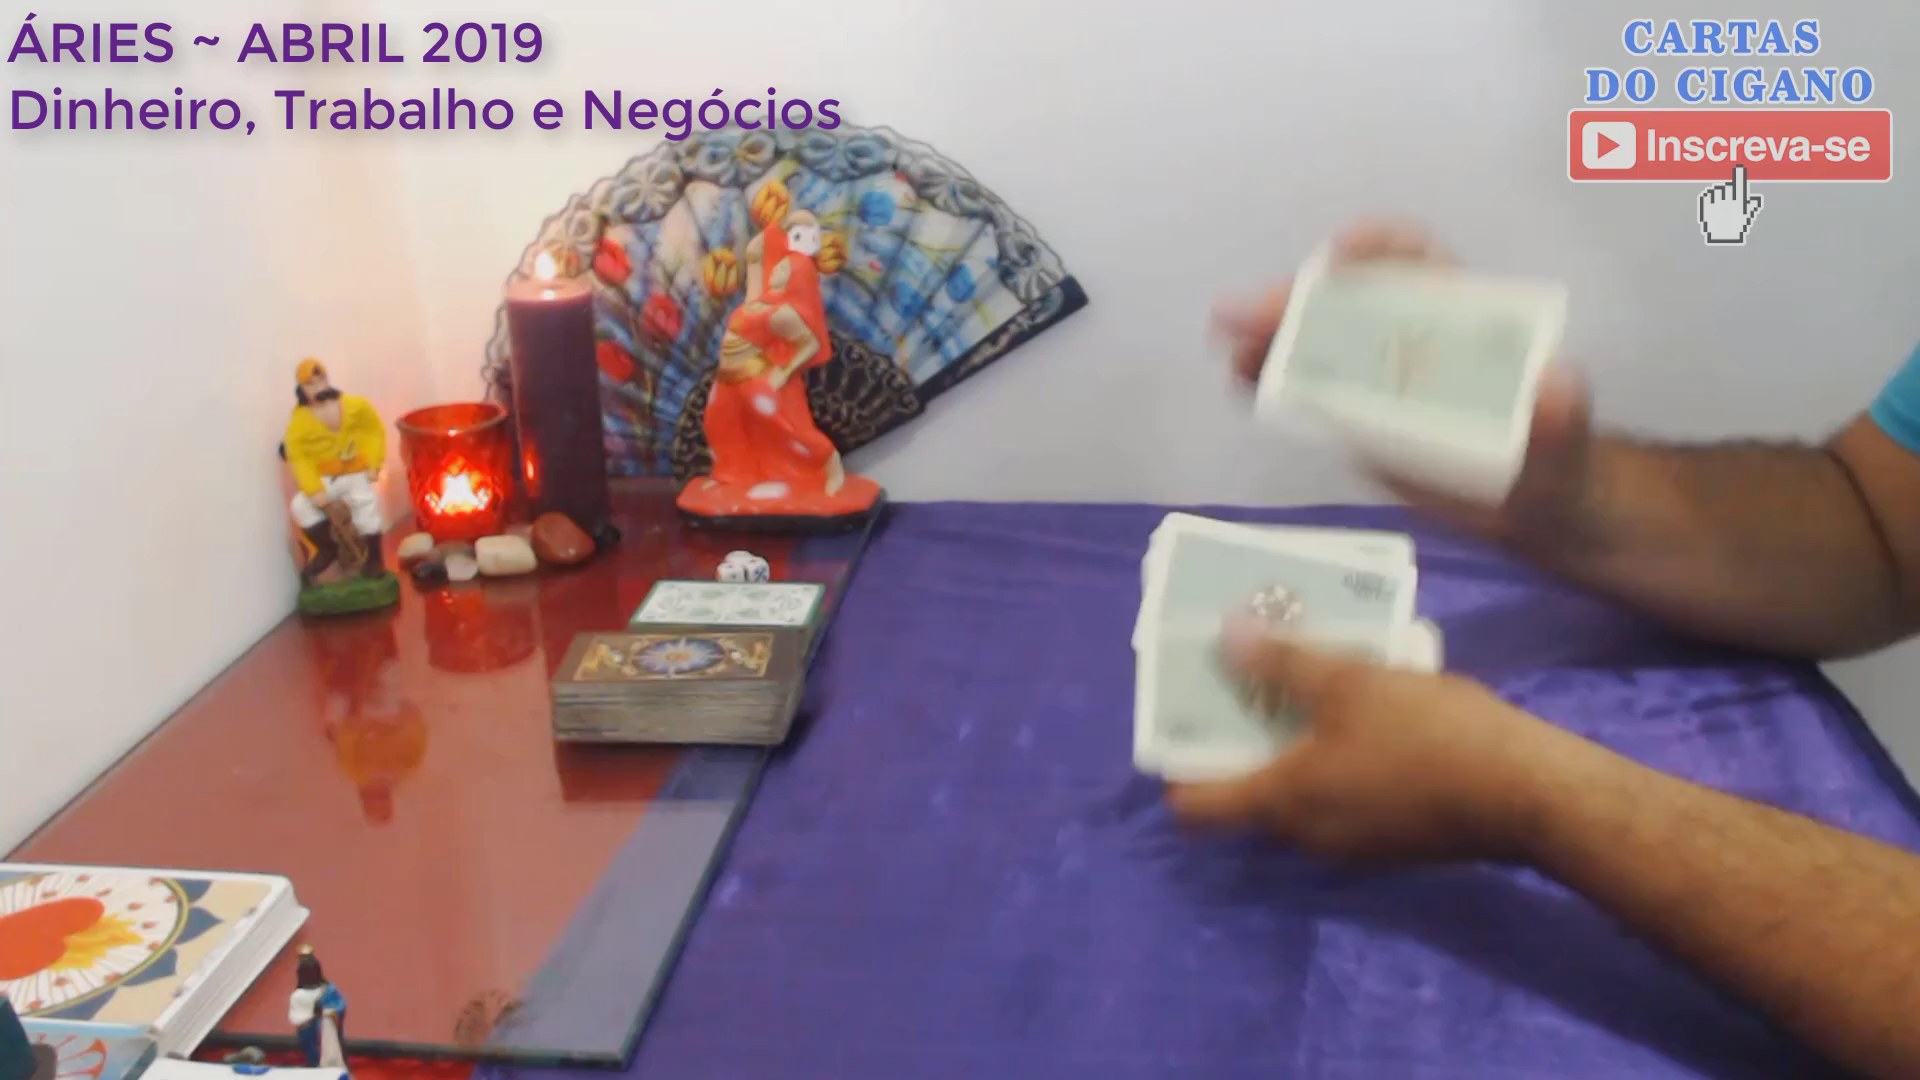 ÁRIES ~ ABRIL 2019
Dinheiro, Trabalho e Negócios
CARTAS
DO CIGANO
Inscreva-se